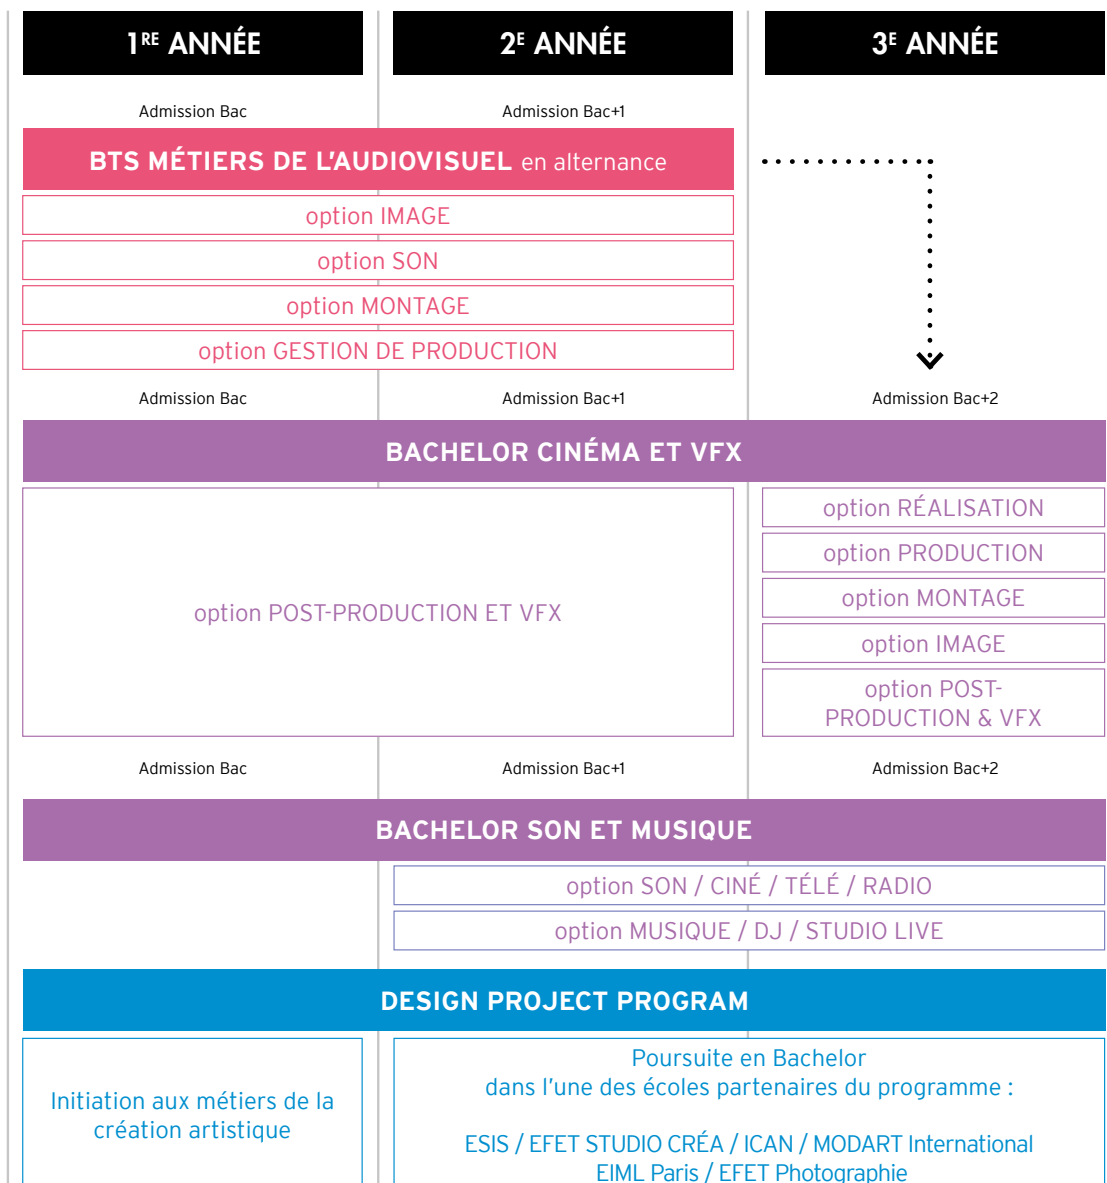 1RE ANNÉE
2E ANNÉE
3E ANNÉE
Admission Bac
Admission Bac+1
BTS MÉTIERS DE L'AUDIOVISUEL en alternance
option IMAGE
option SON
option MONTAGE
option GESTION DE PRODUCTION
Admission Bac
Admission Bac+1
Admission Bac+2
BACHELOR CINÉMA ET VFX
option POST-PRODUCTION ET VFX
option RÉALISATION
option PRODUCTION
option MONTAGE
option IMAGE
option POST-
PRODUCTION & VFX
Admission Bac
Admission Bac+1
Admission Bac+2
BACHELOR SON ET MUSIQUE
option SON / CINÉ / TÉLÉ / RADIO
option MUSIQUE / DJ / STUDIO LIVE
DESIGN PROJECT PROGRAM
Initiation aux métiers de la
création artistique
Poursuite en Bachelor
dans l'une des écoles partenaires du programme :
ESIS / EFET STUDIO CRÉA / ICAN / MODART International
EIML Paris / EFET Photographie